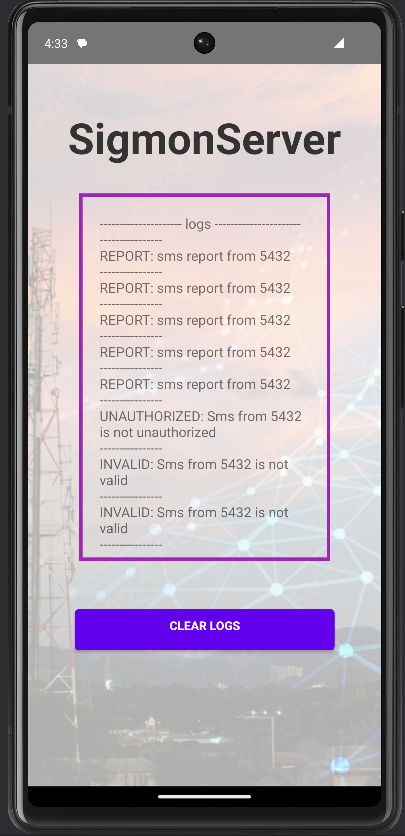 4:33
SigmonServer
--------------------- logs ----------------------
----------------
REPORT: sms report from 5432
----------------
REPORT: sms report from 5432
----------------
REPORT: sms report from 5432
----------------
REPORT: sms report from 5432
----------------
REPORT: sms report from 5432
----------------
UNAUTHORIZED: Sms from 5432
is not unauthorized
----------------
INVALID: Sms from 5432 is not
valid
----------------
INVALID: Sms from 5432 is not
valid
----------------
CLEAR LOGS